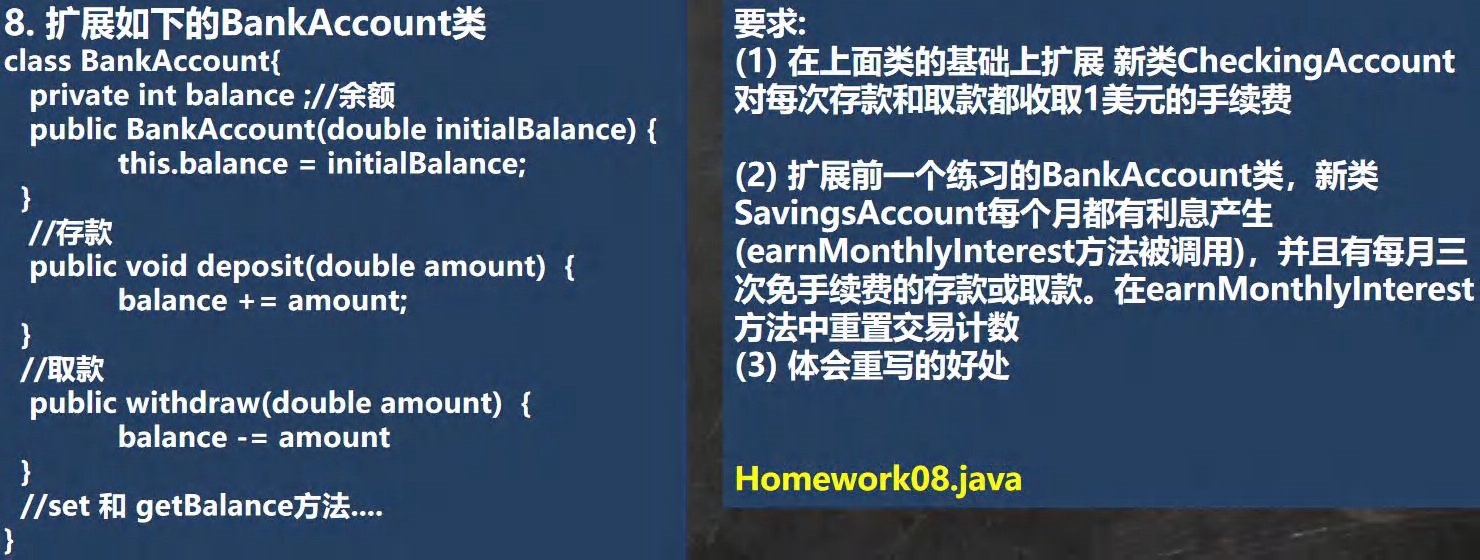 8. 扩展如下的BankAccount类
class BankAccount{
private int balance ;//余额
public BankAccount(double initialBalance) {
this.balance = initialBalance;
}
//存款
public void deposit(double amount) {
balance += amount;
}
//取款
public withdraw(double amount) {
balance -= amount
}
//set 和 getBalance方法....
}
要求:
(1) 在上面类的基础上扩展 新类CheckingAccount
对每次存款和取款都收取1美元的手续费
(2) 扩展前一个练习的BankAccount类，新类
SavingsAccount每个月都有利息产生
(earnMonthlyInterest方法被调用)，并且有每月三
次免手续费的存款或取款。在earnMonthlyInterest
方法中重置交易计数
(3) 体会重写的好处
Homework08.java